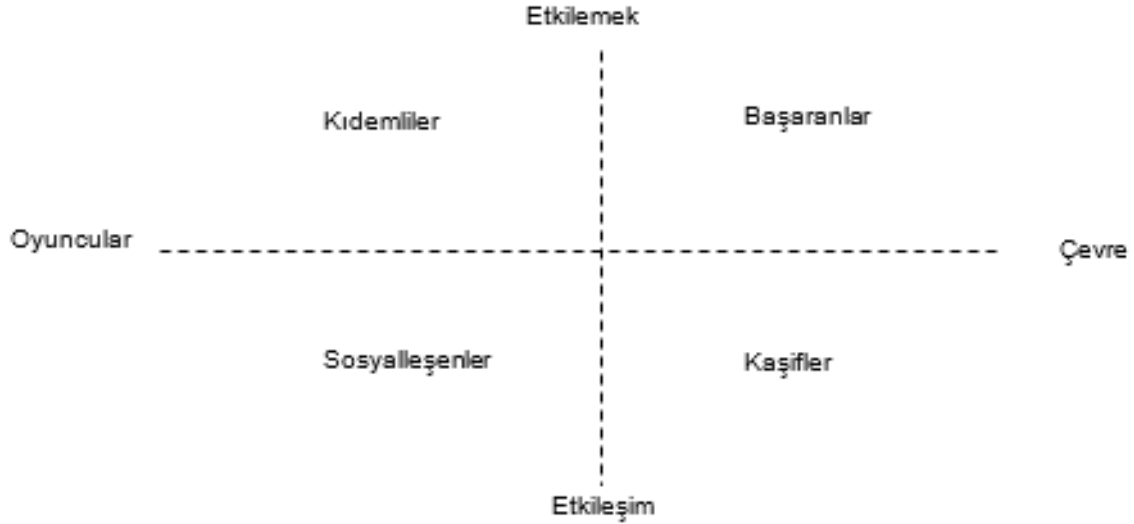 Etkilemek
Kıdemliler
Başaranlar
Oyuncular
Çevre
Sosyalleşenler
Kaşifler
Etkileşim